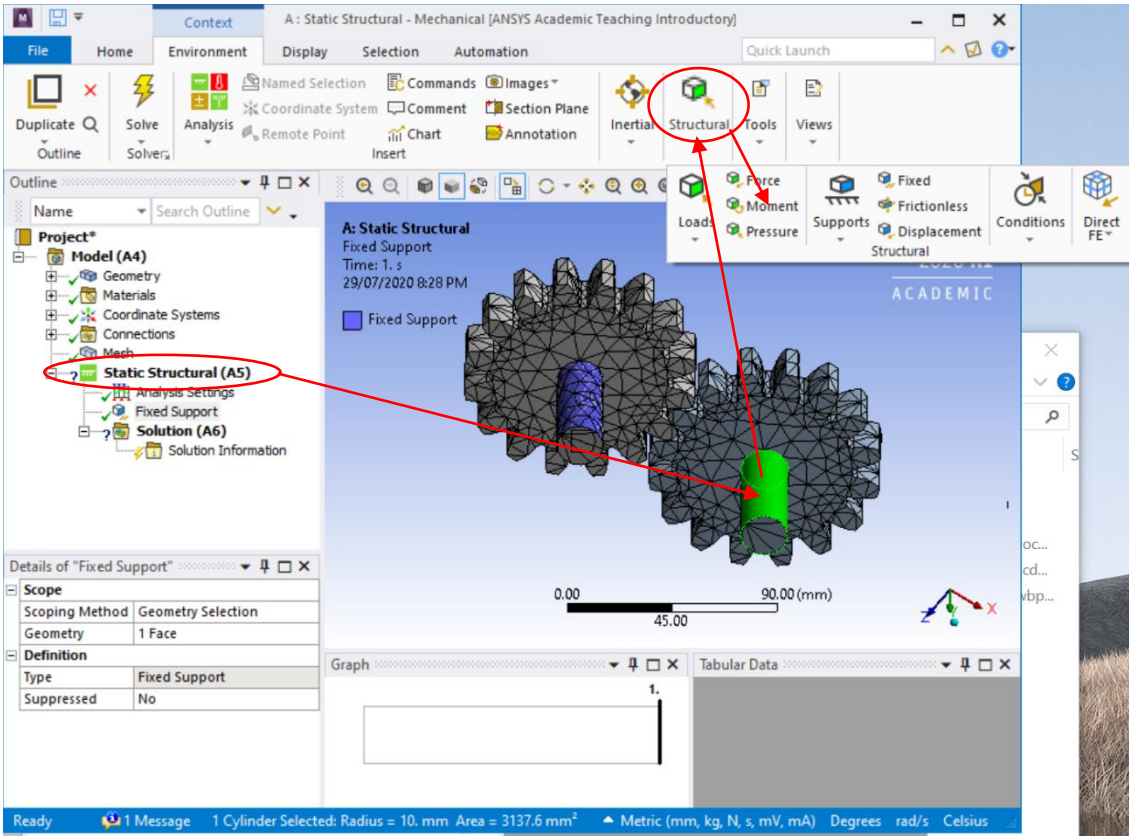 M
Context
A : Static Structural - Mechanical [ANSYS Academic Teaching Introductory]
File Home Environment Display Selection Automation Quick Launch
Duplicate
Outline
Solve
Solver
Analysis
Named Selection Commands Images
Coordinate System Comment Section Plane
Remote Point Chart Annotation
Insert
Inertial
Structural
Tools
Views
Loads
Force
Moment
Pressure
Supports
Fixed
Frictionless
Displacement
Structural
Conditions
Direct
FE
Outline
Name Search Outline
Project*
Model (A4)
Geometry
Materials
Coordinate Systems
Connections
Mesh
Static Structural (A5)
Analysis Settings
Fixed Support
Solution (A6)
Solution Information
A: Static Structural
Fixed Support
Time: 1. s
29/07/2020 8:28 PM
Fixed Support
ACADEMIC
0.00 90.00 (mm)
45.00
X
Y
Z
Details of "Fixed Support"
Scope
Scoping Method Geometry Selection
Geometry 1 Face
Definition
Type Fixed Support
Suppressed No
Graph
1.
Tabular Data
S
oc...
cd...
wbp...
Ready 1 Message 1 Cylinder Selected: Radius = 10. mm Area = 3137.6 mm² Metric (mm, kg, N, s, mV, mA) Degrees rad/s Celsius